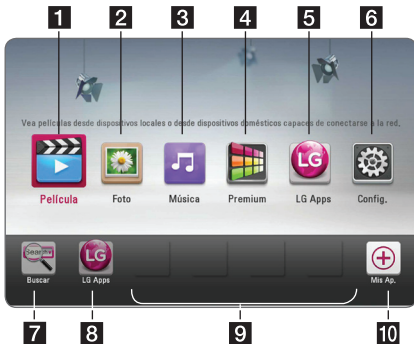 1 2 3 4 5 6
Vea películas desde dispositivos locales o desde dispositivos domésticos capaces de conectarse a la red.
LG
Película Foto Música Premium LG Apps Config.
Search
LG
Buscar LG Apps Mis Ap.
7 8 9 10